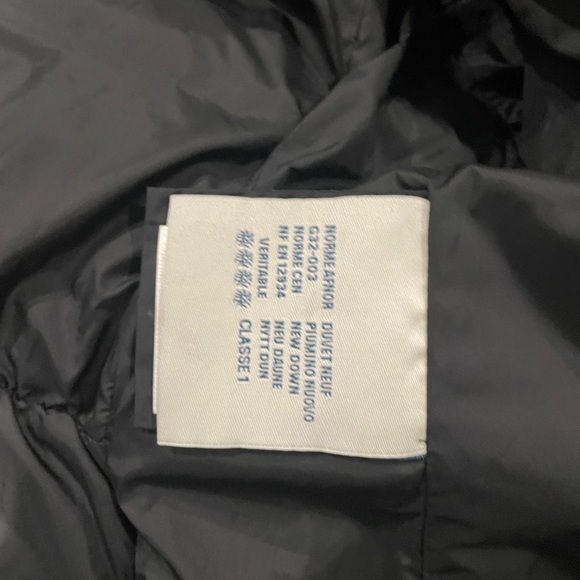 NORME AFNOR DUVET NEUF
G32-003 PIUMINO NUOVO
NORME CEN NEW DOWN
NF EN 12934 NEU DAUNE
VERITABLE NYTT DUN
CLASSE 1